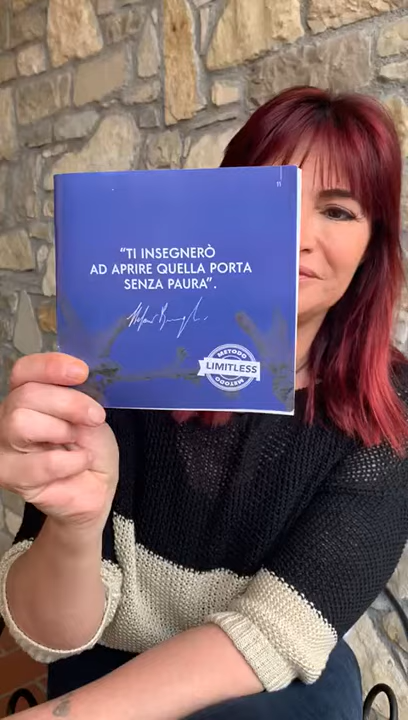 “TI INSEGNERÒ
AD APRIRE QUELLA PORTA
SENZA PAURA”.
METODO
LIMITLESS
METODO